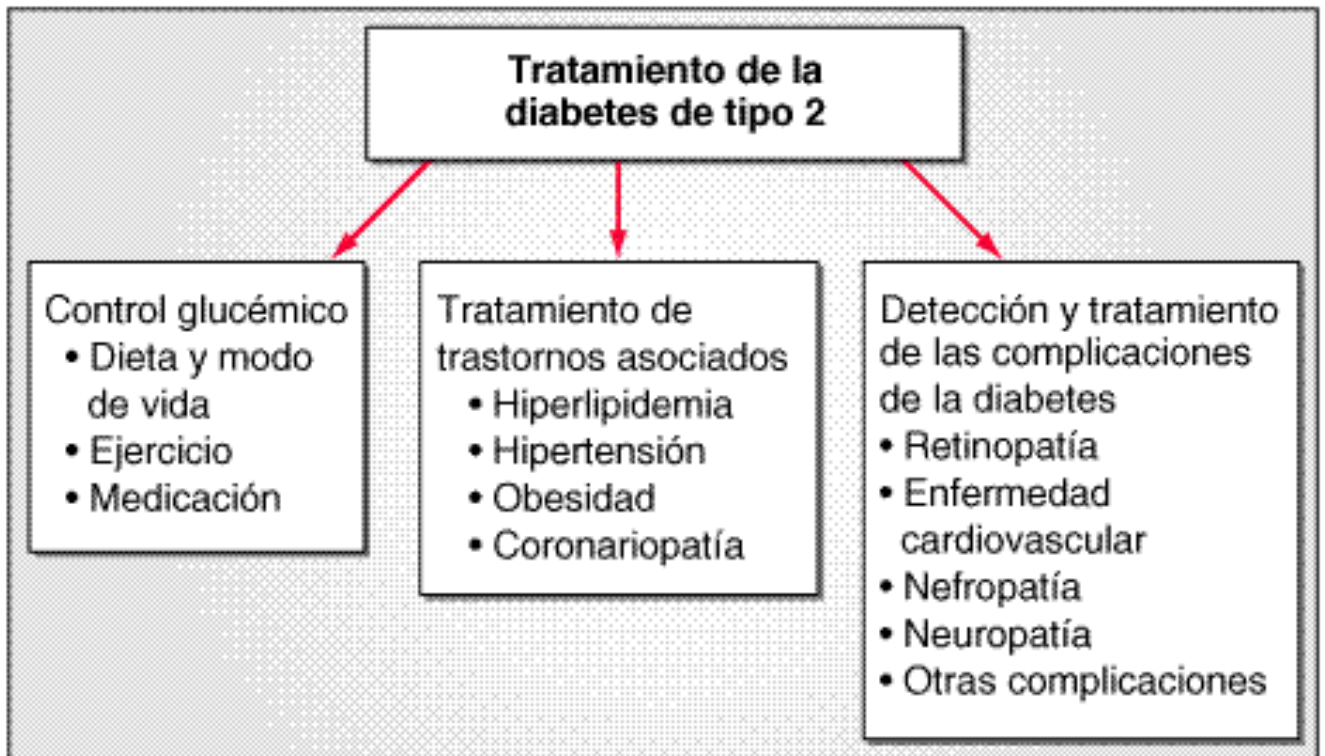 Tratamiento de la
diabetes de tipo 2
Control glucémico
• Dieta y modo
de vida
• Ejercicio
• Medicación
Tratamiento de
trastornos asociados
• Hiperlipidemia
• Hipertensión
• Obesidad
• Coronariopatía
Detección y tratamiento
de las complicaciones
de la diabetes
• Retinopatía
• Enfermedad
cardiovascular
• Nefropatía
• Neuropatía
• Otras complicaciones